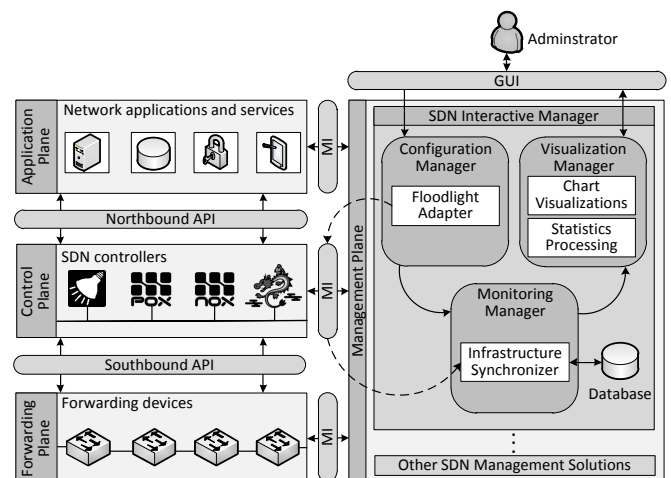 Adminstrator
GUI
Application
Plane
Network applications and services
MI
Northbound API
Control
Plane
SDN controllers
POX
NOX
MI
Southbound API
Forwarding
Plane
Forwarding devices
MI
Management Plane
SDN Interactive Manager
Configuration
Manager
Floodlight
Adapter
Visualization
Manager
Chart
Visualizations
Statistics
Processing
Monitoring
Manager
Infrastructure
Synchronizer
Database
Other SDN Management Solutions